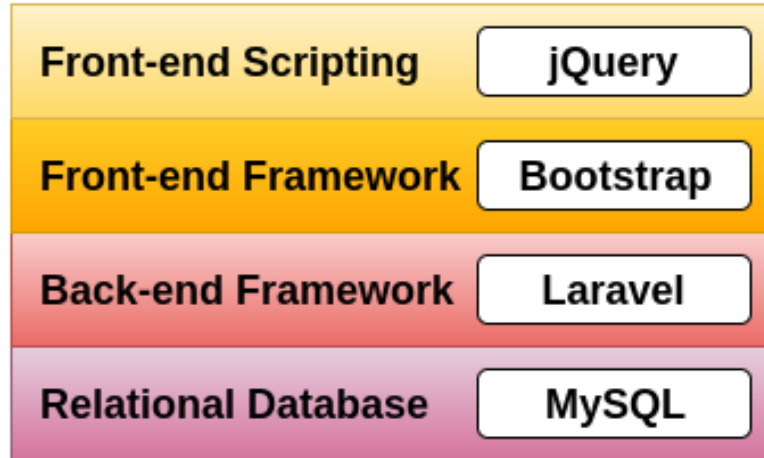 Front-end Scripting jQuery
Front-end Framework Bootstrap
Back-end Framework Laravel
Relational Database MySQL